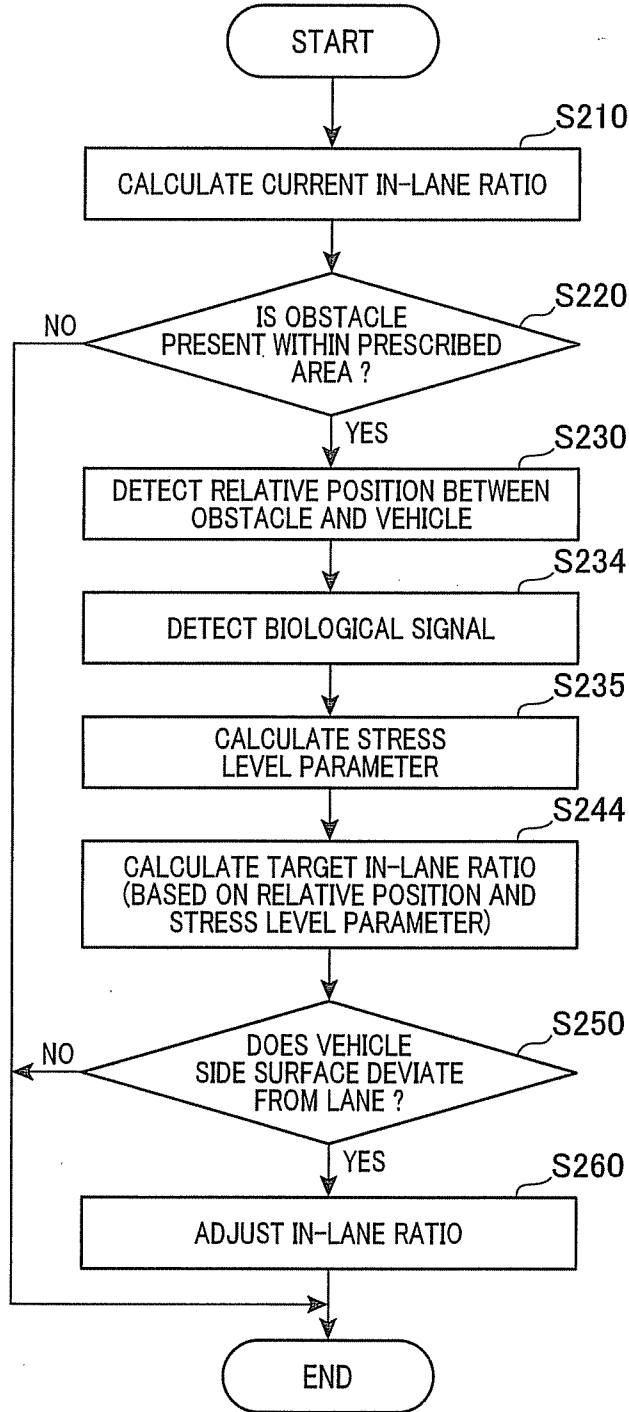 START
S210
CALCULATE CURRENT IN-LANE RATIO
S220
NO
IS OBSTACLE
PRESENT WITHIN PRESCRIBED
AREA ?
YES
S230
DETECT RELATIVE POSITION BETWEEN
OBSTACLE AND VEHICLE
S234
DETECT BIOLOGICAL SIGNAL
S235
CALCULATE STRESS
LEVEL PARAMETER
S244
CALCULATE TARGET IN-LANE RATIO
(BASED ON RELATIVE POSITION AND
STRESS LEVEL PARAMETER)
S250
NO
DOES VEHICLE
SIDE SURFACE DEVIATE
FROM LANE ?
YES
S260
ADJUST IN-LANE RATIO
END